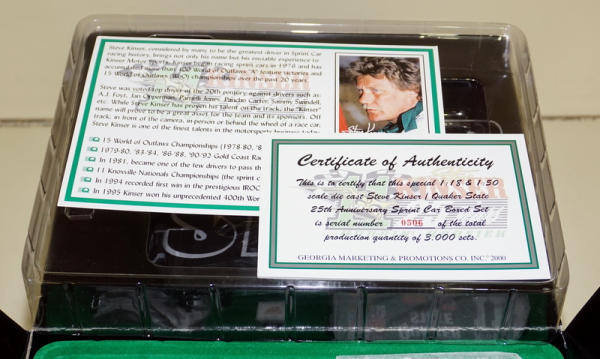 Steve Kinser, considered by many to be the greatest driver in Sprint Car
racing history, brings not only his name but his enviable experience to
Kinser Motor began racing sprint cars in 1978 and has
accumulated more than 400 World of Outlaws "A" feature victories and
15 World of Outlaws (WoO) championships over the past 20 years.
Steve was voted top driver of the 20th century against drivers such as:
A.J. Foyt, Jan Opperman, Parnelli Jones, Pancho Carter, Sammy Swindell,
etc. While Steve Kinser has proven his talent on the track, the "Kinser"
name will prove to be a great asset for the team and its sponsors. Off
track, in front of the camera, in person or behind the wheel of a race car,
Steve Kinser is one of the finest talents in the motorsports business today
15 World of Outlaws Championships (1978-80, '8
1979-80, '83-'84, '86-'88, '90-'92 Gold Coast Ra
In 1981, became one of the few drivers to pass th
11 Knoxville Nationals Championships (the sprint
In 1994 recorded first win in the prestigious IROC
In 1995 Kinser won his unprecedented 400th Wor
Certificate of Authenticity
This is to certify that this special 1:18 & 1:50
scale die cast Steve Kinser / Quaker State
25th Anniversary Sprint Car Boxed Set
is serial number 0506 of the total
production quantity of 3,000 sets.
GEORGIA MARKETING & PROMOTIONS CO. INC.© 2000